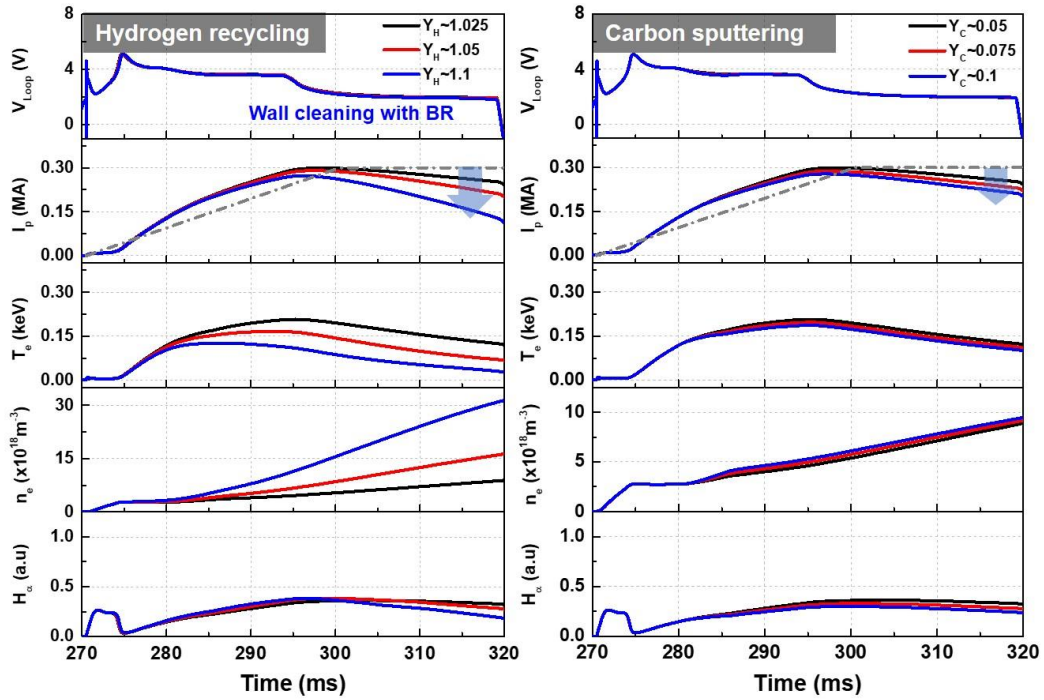 Hydrogen recycling
Y_H~1.025
Y_H~1.05
Y_H~1.1
Wall cleaning with BR
V_Loop (V)
8
4
0
I_p (MA)
0.30
0.15
0.00
T_e (keV)
0.30
0.15
0.00
n_e (x10^18 m^-3)
30
15
0
H_α (a.u)
1.0
0.5
0.0
270 280 290 300 310 320
Time (ms)
Carbon sputtering
Y_C~0.05
Y_C~0.075
Y_C~0.1
V_Loop (V)
8
4
0
I_p (MA)
0.30
0.15
0.00
T_e (keV)
0.30
0.15
0.00
n_e (x10^18 m^-3)
10
5
0
H_α (a.u)
1.0
0.5
0.0
270 280 290 300 310 320
Time (ms)